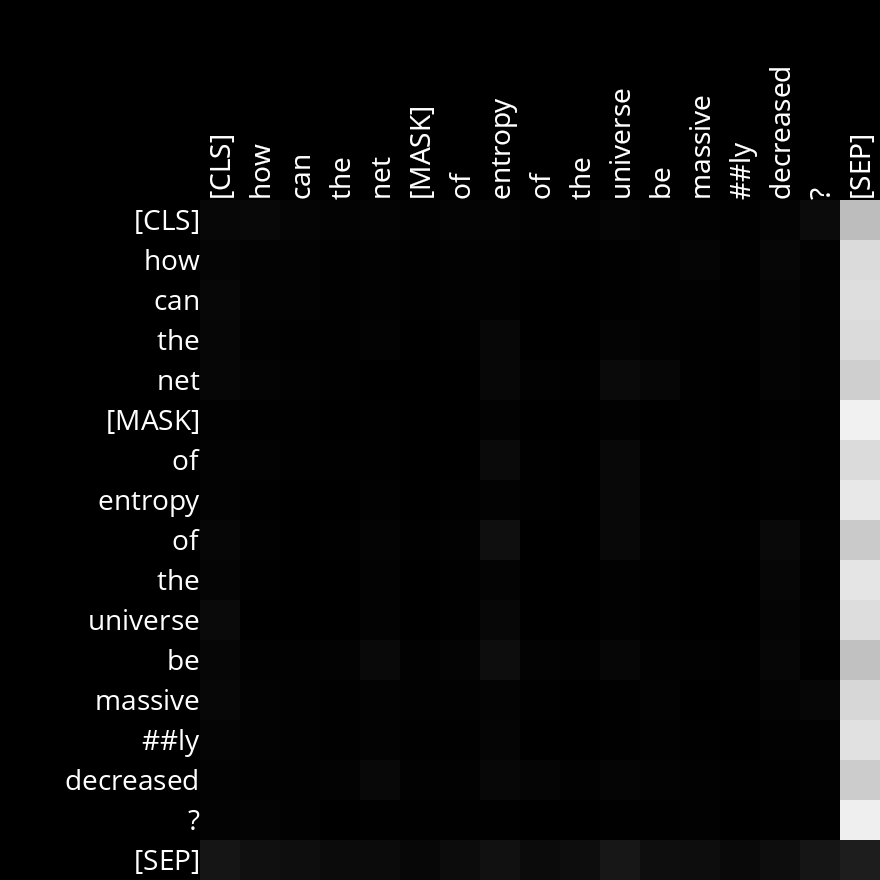 [CLS]
how
can
the
net
[MASK]
of
entropy
of
the
universe
be
massive
##ly
decreased
?
[SEP]
[CLS]
how
can
the
net
[MASK]
of
entropy
of
the
universe
be
massive
##ly
decreased
?
[SEP]